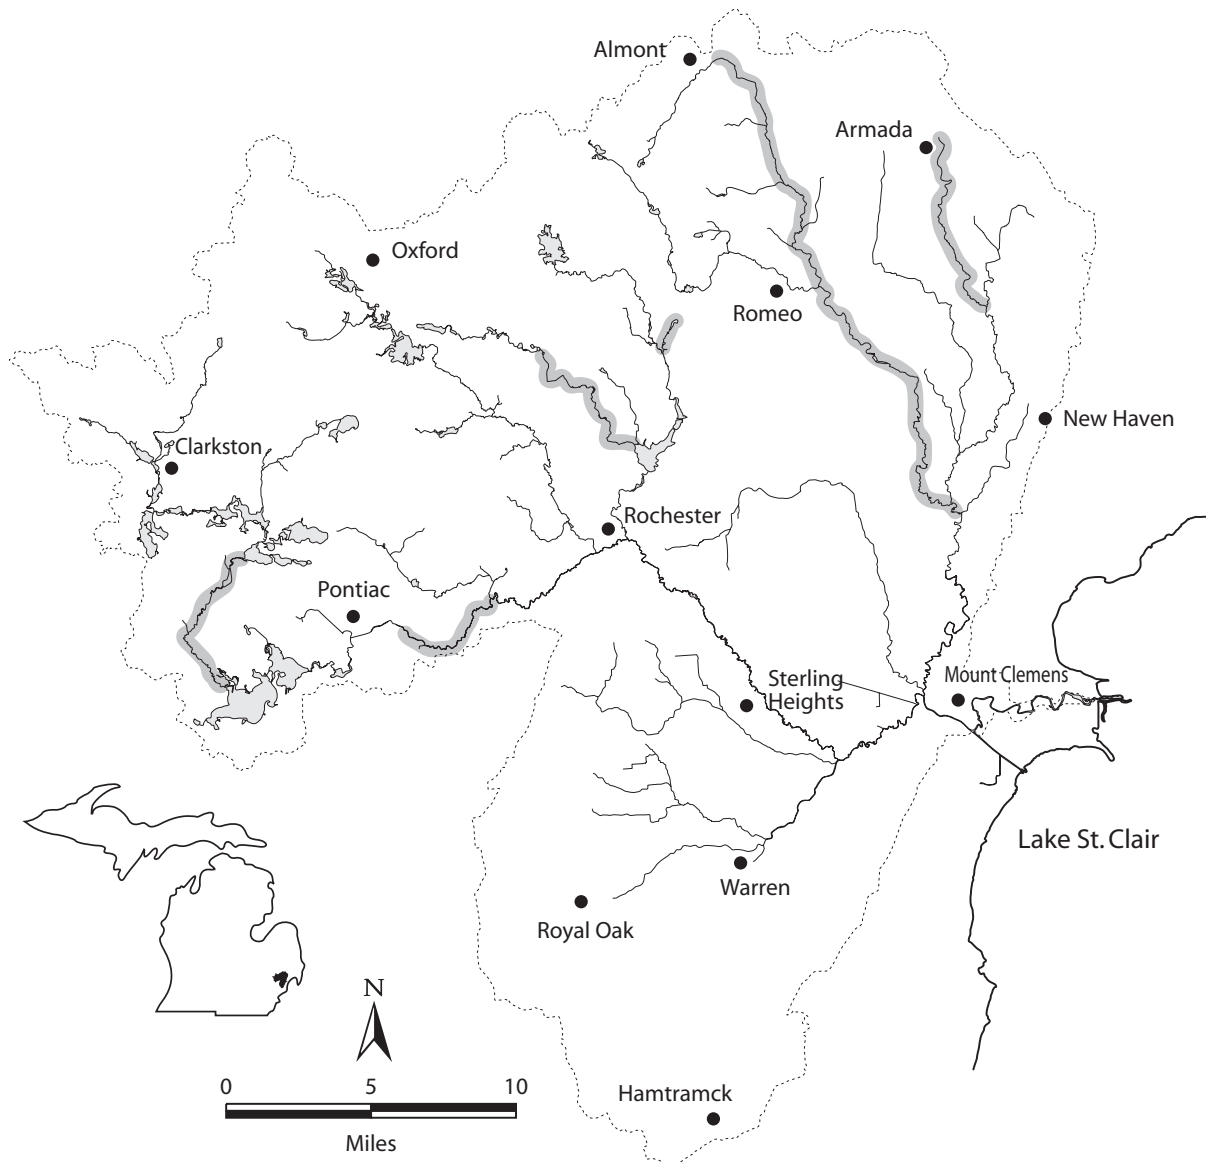 Almont
Armada
Oxford
Romeo
New Haven
Clarkston
Rochester
Pontiac
Mount Clemens
Sterling
Heights
Lake St. Clair
Warren
Royal Oak
N
0 5 10
Miles
Hamtramck